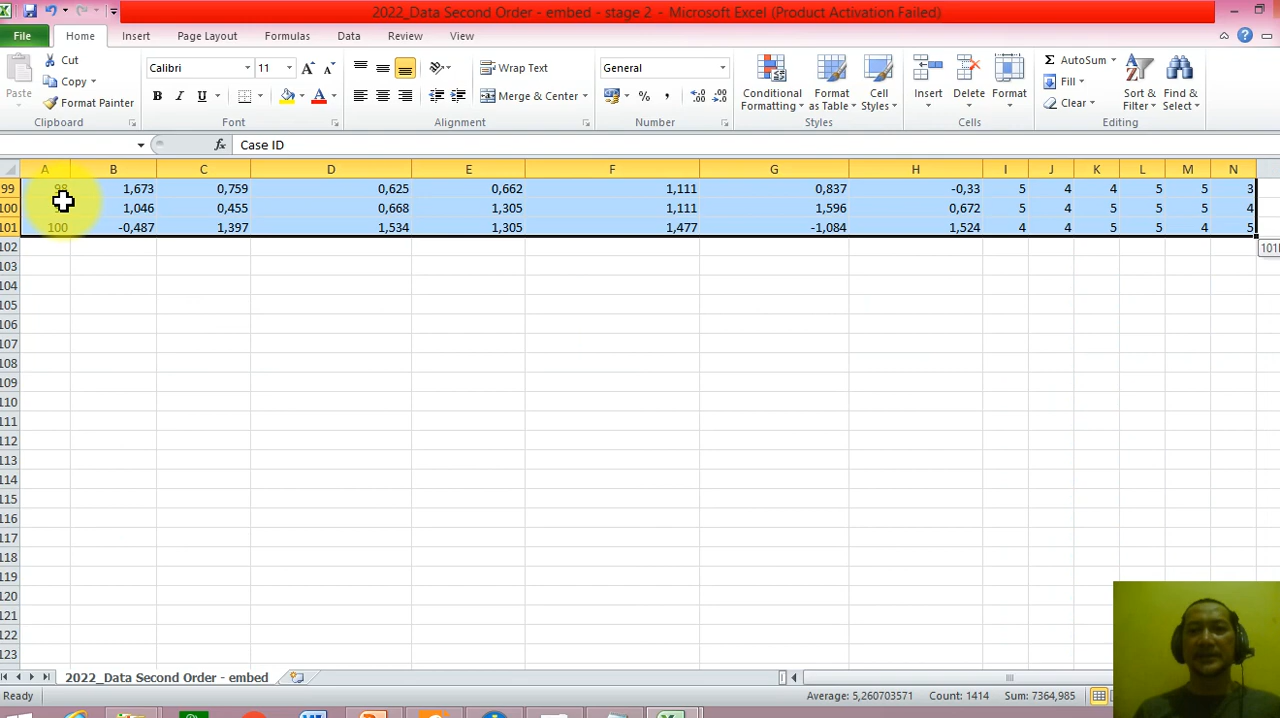 2022_Data Second Order - embed - stage 2 - Microsoft Excel (Product Activation Failed)
File Home Insert Page Layout Formulas Data Review View
Cut
Copy
Format Painter
Paste
Clipboard
Calibri 11
B I U
Font
Wrap Text
Merge & Center
Alignment
General
%
Number
Conditional Formatting
Format as Table
Cell Styles
Styles
Insert
Delete
Format
Cells
AutoSum
Fill
Clear
Sort & Filter
Find & Select
Editing
fx Case ID
A B C D E F G H I J K L M N
99 98 1,673 0,759 0,625 0,662 1,111 0,837 -0,33 5 4 4 5 5 3
100 1,046 0,455 0,668 1,305 1,111 1,596 0,672 5 4 5 5 5 4
101 100 -0,487 1,397 1,534 1,305 1,477 -1,084 1,524 4 4 5 5 4 5
102
103
104
105
106
107
108
109
110
111
112
113
114
115
116
117
118
119
120
121
122
123
2022_Data Second Order - embed
Ready Average: 5,260703571 Count: 1414 Sum: 7364,985